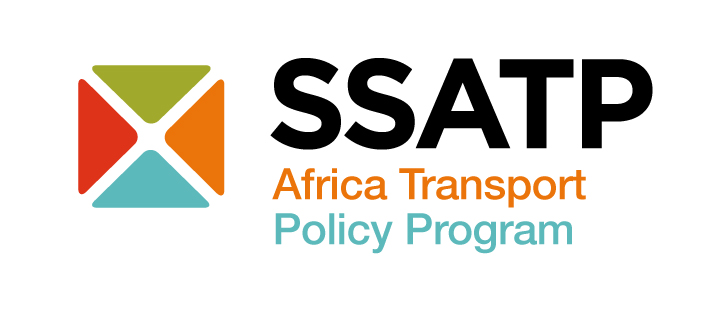 SSATP
Africa Transport
Policy Program